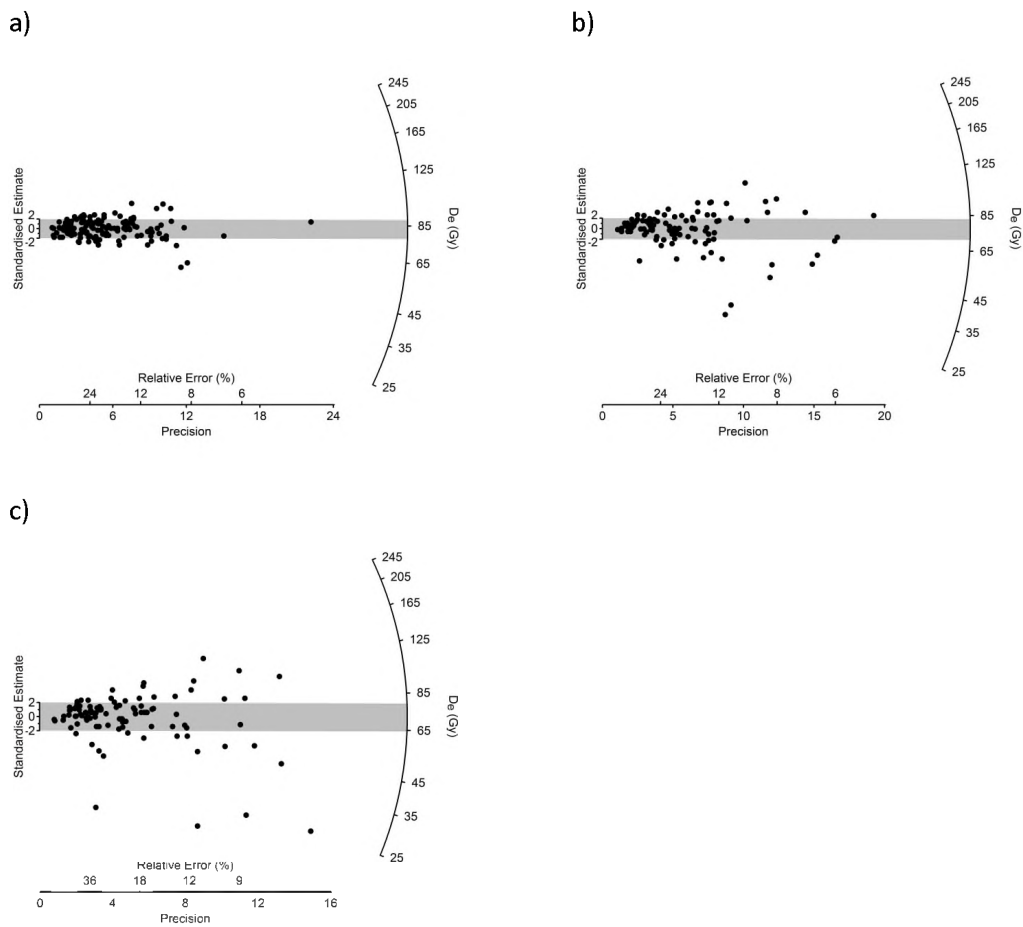 a)
Standardised Estimate
2
0
-2
245
205
165
125
85
65
45
35
25
De (Gy)
Relative Error (%)
24 12 8 6
0 6 12 18 24
Precision
b)
Standardised Estimate
2
0
-2
245
205
165
125
85
65
45
35
25
De (Gy)
Relative Error (%)
24 12 8 6
0 5 10 15 20
Precision
c)
Standardised Estimate
2
0
-2
245
205
165
125
85
65
45
35
25
De (Gy)
Relative Error (%)
36 18 12 9
0 4 8 12 16
Precision